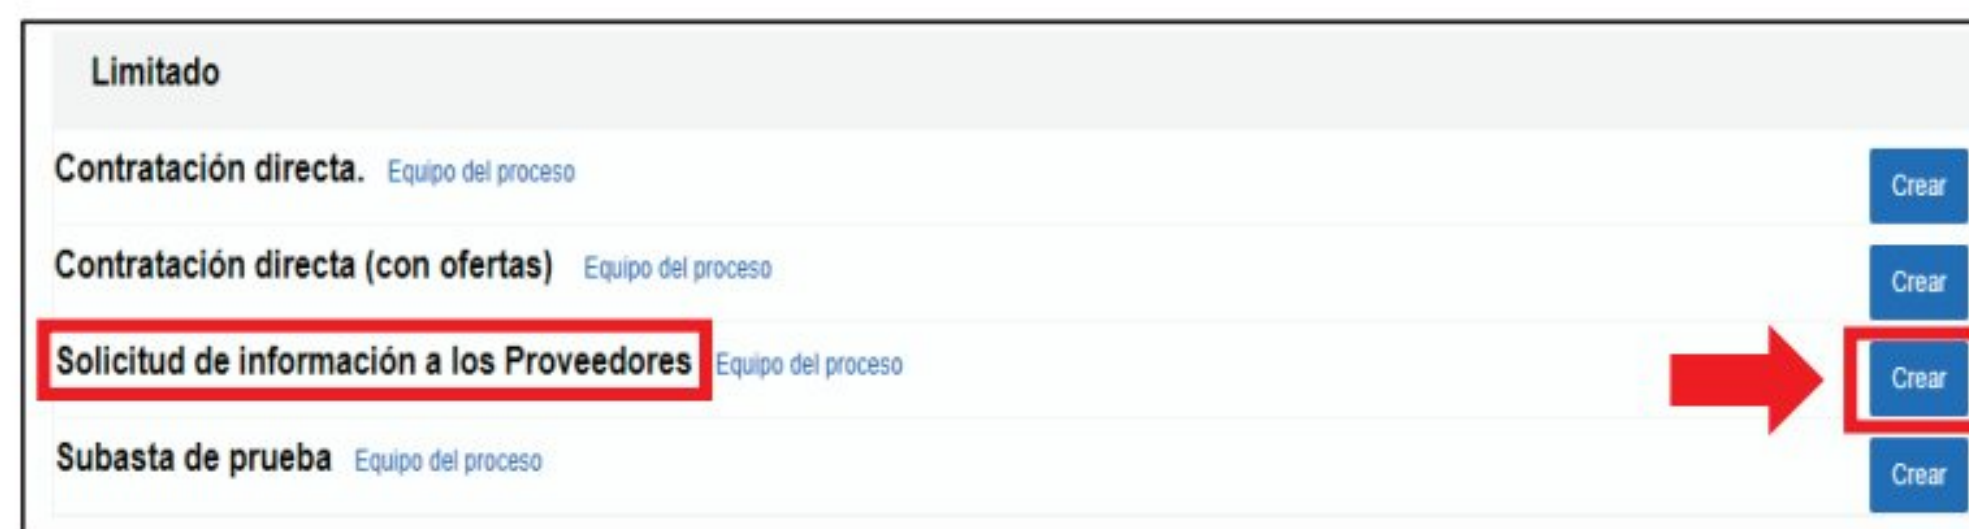 Limitado
Contratación directa. Equipo del proceso Crear
Contratación directa (con ofertas) Equipo del proceso Crear
Solicitud de información a los Proveedores Equipo del proceso Crear
Subasta de prueba Equipo del proceso Crear